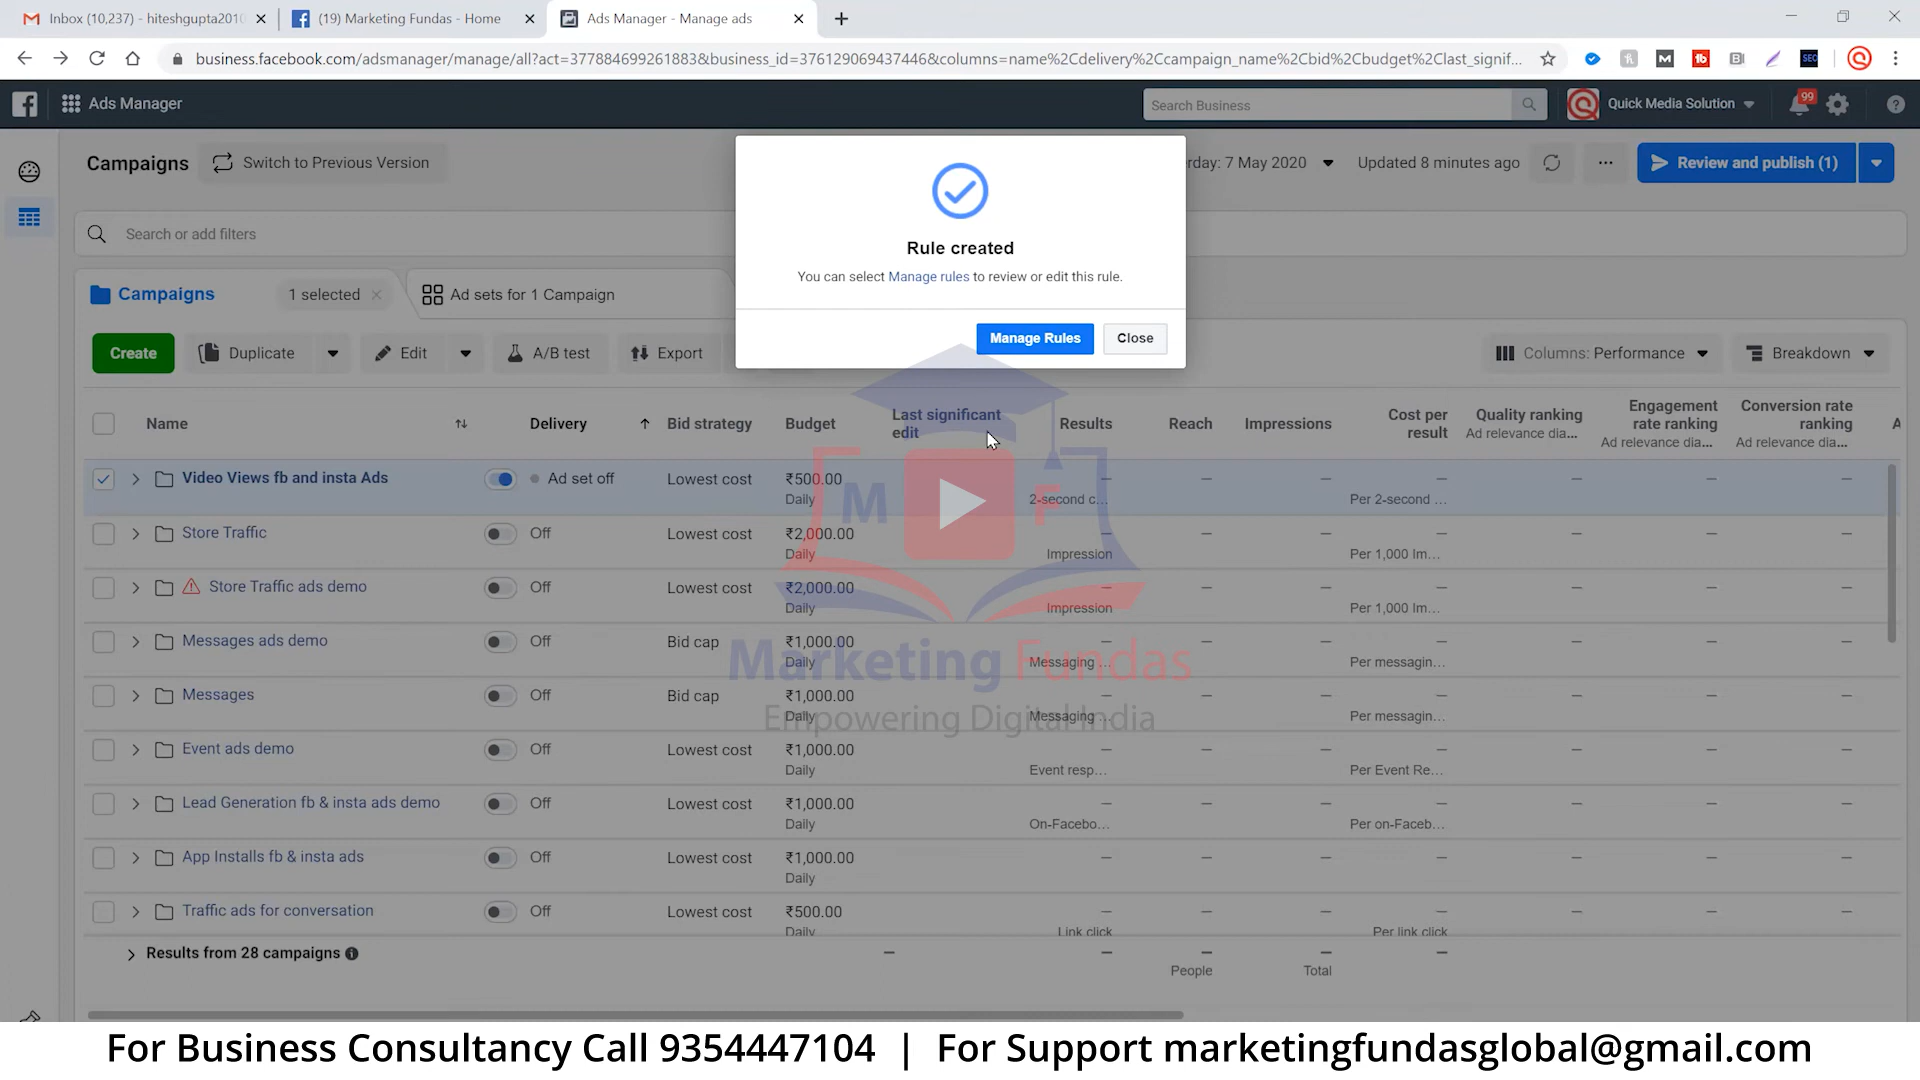 Inbox (10,237) - hiteshgupta2010
(19) Marketing Fundas - Home
Ads Manager - Manage ads
business.facebook.com/adsmanager/manage/all?act=377884699261883&business_id=376129069437446&columns=name%2Cdelivery%2Ccampaign_name%2Cbid%2Cbudget%2Clast_signif...
Ads Manager
Search Business
Quick Media Solution
99
Campaigns
Switch to Previous Version
rday: 7 May 2020
Updated 8 minutes ago
Review and publish (1)
Rule created
You can select Manage rules to review or edit this rule.
Manage Rules
Close
Search or add filters
Campaigns
1 selected
Ad sets for 1 Campaign
Create
Duplicate
Edit
A/B test
Export
Columns: Performance
Breakdown
Name
Delivery
Bid strategy
Budget
Last significant edit
Results
Reach
Impressions
Cost per result
Quality ranking
Ad relevance dia...
Engagement rate ranking
Ad relevance dia...
Conversion rate ranking
Ad relevance dia...
A
Video Views fb and insta Ads Ad set off Lowest cost ₹500.00 — — — — — — —
Daily 2-second c... Per 2-second ...
Store Traffic Off Lowest cost ₹2,000.00 — — — — — — —
Daily Impression Per 1,000 Im...
Store Traffic ads demo Off Lowest cost ₹2,000.00 — — — — — — —
Daily Impression Per 1,000 Im...
Messages ads demo Off Bid cap ₹1,000.00 — — — — — — —
Daily Messaging ... Per messagin...
Messages Off Bid cap ₹1,000.00 — — — — — — —
Daily Messaging ... Per messagin...
Event ads demo Off Lowest cost ₹1,000.00 — — — — — — —
Daily Event resp... Per Event Re...
Lead Generation fb & insta ads demo Off Lowest cost ₹1,000.00 — — — — — — —
Daily On-Facebo... Per on-Faceb...
App Installs fb & insta ads Off Lowest cost ₹1,000.00 — — — — — — —
Daily
Traffic ads for conversation Off Lowest cost ₹500.00 — — — — — — —
Daily Link click Per link click
Results from 28 campaigns — — — — —
People Total
M F
Marketing Fundas
Empowering Digital India
For Business Consultancy Call 9354447104 | For Support marketingfundasglobal@gmail.com